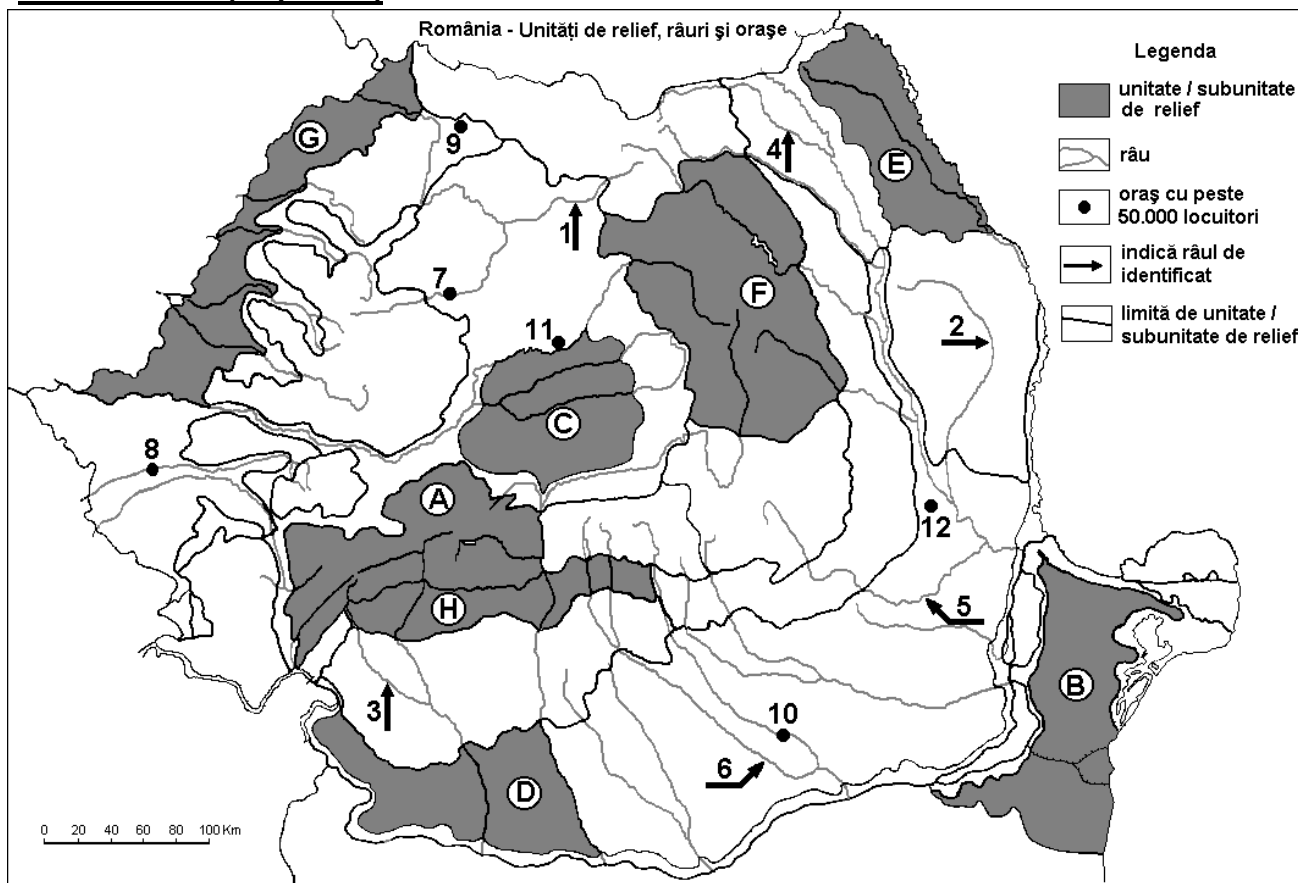 România - Unităţi de relief, râuri şi oraşe
Legenda
unitate / subunitate
de relief
râu
oraş cu peste
50.000 locuitori
indică râul de
identificat
limită de unitate /
subunitate de relief
G
9
4
E
1
7
F
2
11
C
8
A
12
H
5
B
3
10
6
D
0 20 40 60 80 100 Km